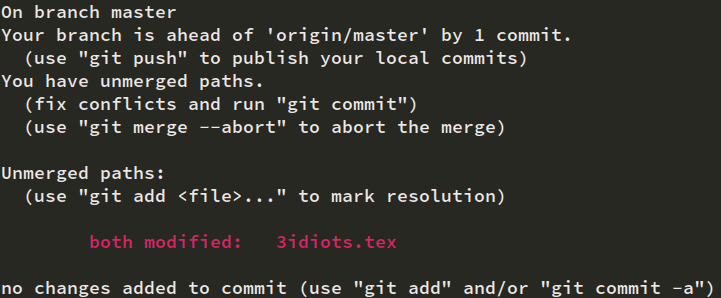 On branch master
Your branch is ahead of 'origin/master' by 1 commit.
  (use "git push" to publish your local commits)
You have unmerged paths.
  (fix conflicts and run "git commit")
  (use "git merge --abort" to abort the merge)

Unmerged paths:
  (use "git add <file>..." to mark resolution)

        both modified:   3idiots.tex

no changes added to commit (use "git add" and/or "git commit -a")